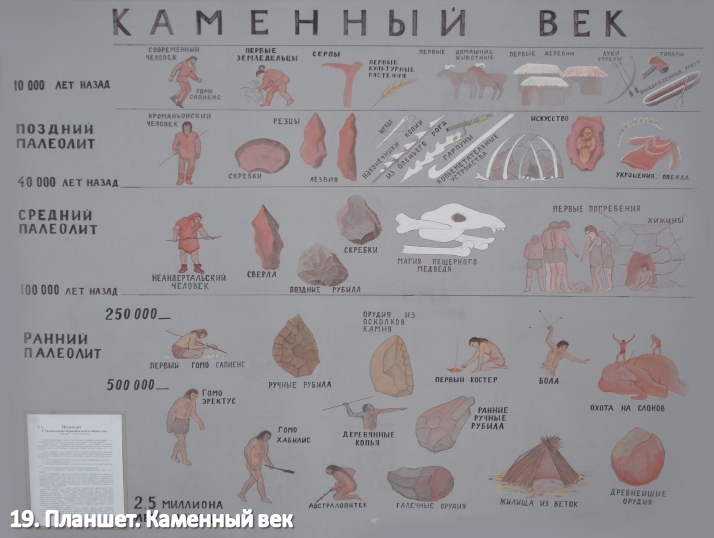 КАМЕННЫЙ ВЕК
10 000 ЛЕТ НАЗАД
СОВРЕМЕННЫЙ
ЧЕЛОВЕК
ГОМО
САПИЕНС
ПЕРВЫЕ
ЗЕМЛЕДЕЛЬЦЫ
СЕРПЫ
ПЕРВЫЕ
КУЛЬТУРНЫЕ
РАСТЕНИЯ
ПЕРВЫЕ ДОМАШНИЕ
ЖИВОТНЫЕ
ПЕРВЫЕ ДЕРЕВНИ
ЛУКИ
СТРЕЛЫ
ТОПОРЫ
ПОЗДНИЙ
ПАЛЕОЛИТ
КРОМАНЬОНСКИЙ
ЧЕЛОВЕК
СКРЕБКИ
РЕЗЦЫ
ЛЕЗВИЯ
ИГЛЫ
НАКОНЕЧНИКИ КОПИЙ
ИЗ ОЛЕНЬЕГО РОГА
ГАРПУНЫ
КОПЬЕМЕТАТЕЛЬНЫЕ
УСТРОЙСТВА
ИСКУССТВО
УКРАШЕНИЯ, ОДЕЖДА
40 000 ЛЕТ НАЗАД
СРЕДНИЙ
ПАЛЕОЛИТ
НЕАНДЕРТАЛЬСКИЙ
ЧЕЛОВЕК
СВЕРЛА
ПОЗДНИЕ РУБИЛА
СКРЕБКИ
МАГИЯ ПЕЩЕРНОГО
МЕДВЕДЯ
ПЕРВЫЕ ПОГРЕБЕНИЯ
ХИЖИНЫ
100 000 ЛЕТ НАЗАД
250 000
РАННИЙ
ПАЛЕОЛИТ
ПЕРВЫЙ ГОМО САПИЕНС
РУЧНЫЕ РУБИЛА
ОРУДИЯ ИЗ
ОСКОЛКОВ
КАМНЯ
ПЕРВЫЙ КОСТЕР
БОЛА
ОХОТА НА СЛОНОВ
500 000
ГОМО
ЭРЕКТУС
ГОМО
ХАБИЛИС
ДЕРЕВЯННЫЕ
КОПЬЯ
РАННИЕ
РУЧНЫЕ
РУБИЛА
АВСТРАЛОПИТЕК
ГАЛЕЧНЫЕ ОРУДИЯ
ЖИЛИЩА ИЗ ВЕТОК
ДРЕВНЕЙШИЕ
ОРУДИЯ
2,5 МИЛЛИОНА
19. Планшет. Каменный век